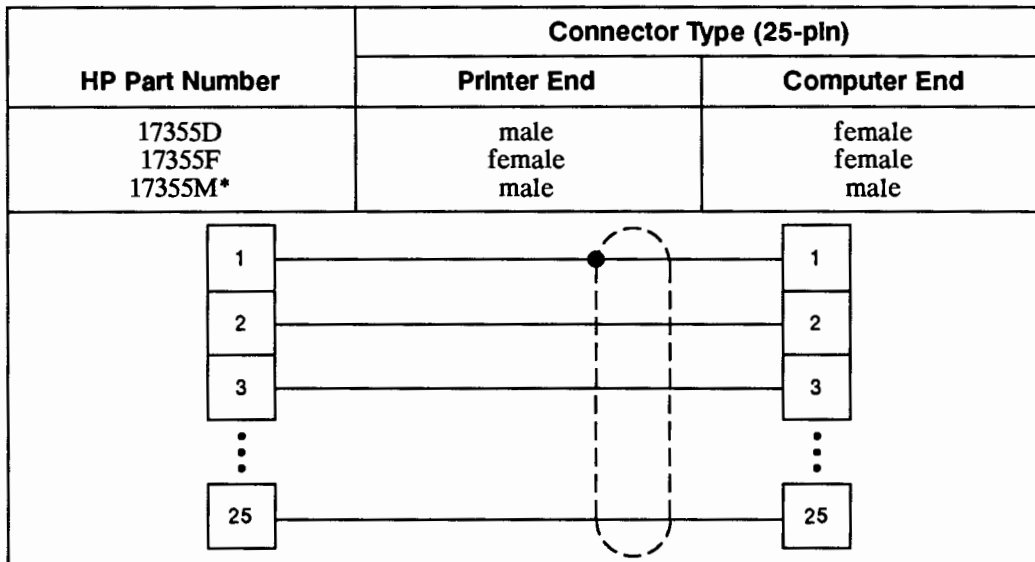 Connector Type (25-pin)
HP Part Number Printer End Computer End
17355D male female
17355F female female
17355M* male male
1 1
2 2
3 3
25 25